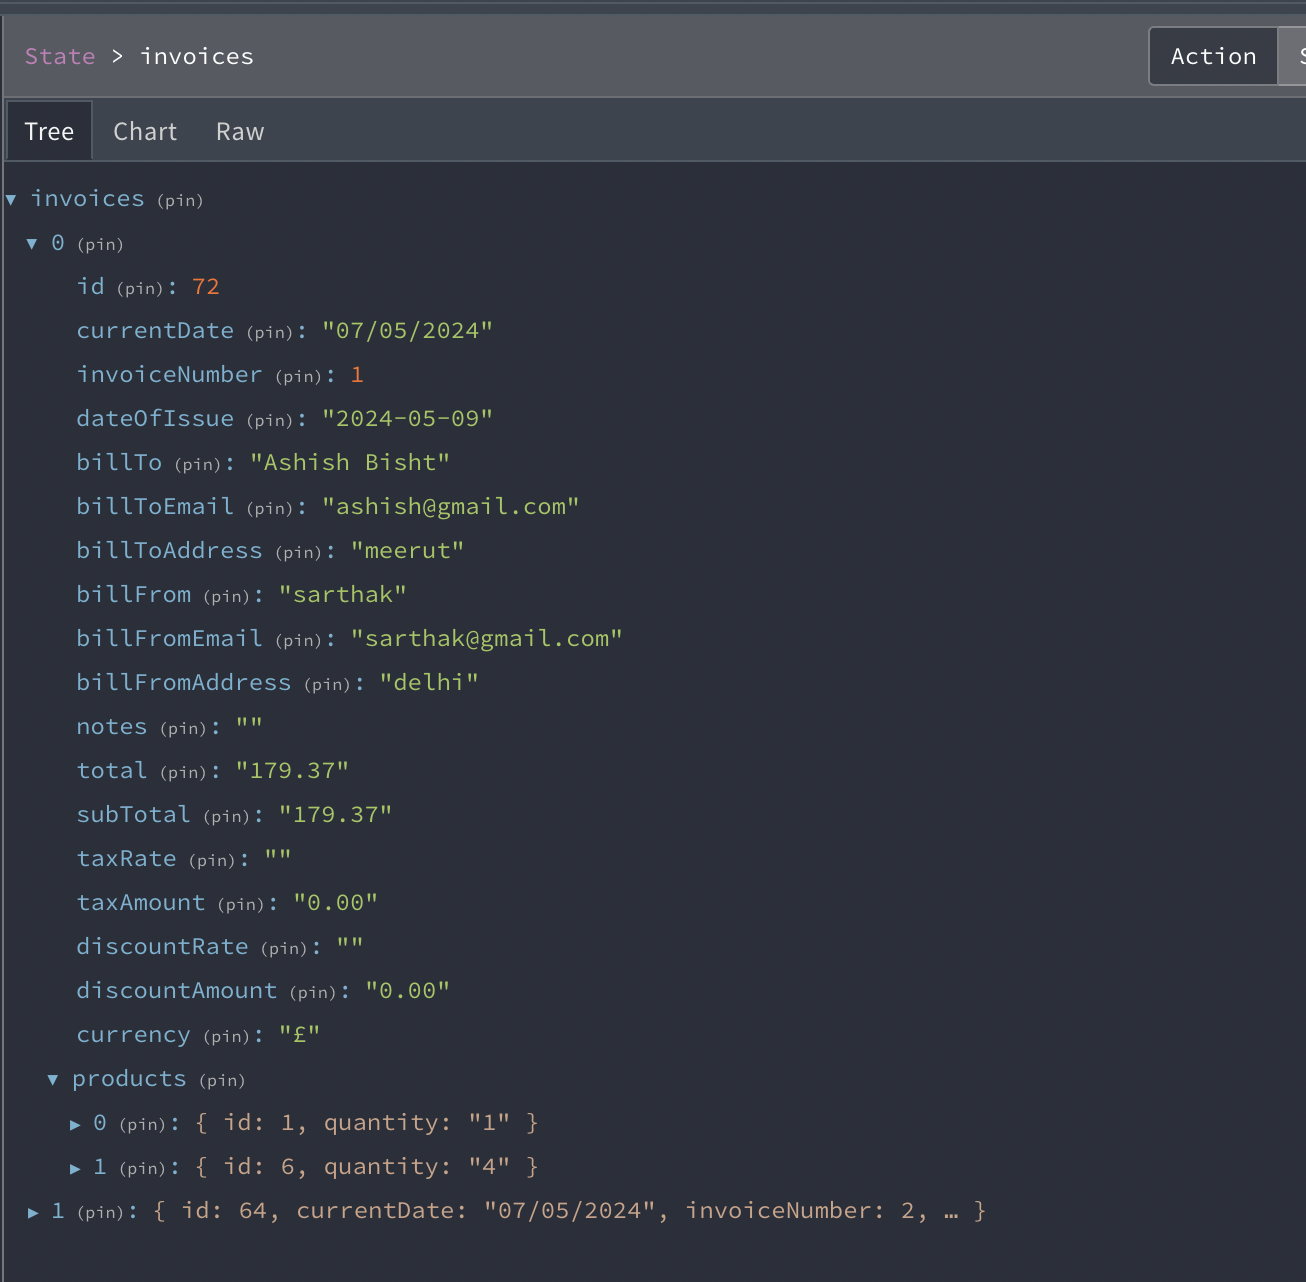 State > invoices
Action S
Tree Chart Raw
▼ invoices (pin)
▼ 0 (pin)
id (pin): 72
currentDate (pin): "07/05/2024"
invoiceNumber (pin): 1
dateOfIssue (pin): "2024-05-09"
billTo (pin): "Ashish Bisht"
billToEmail (pin): "ashish@gmail.com"
billToAddress (pin): "meerut"
billFrom (pin): "sarthak"
billFromEmail (pin): "sarthak@gmail.com"
billFromAddress (pin): "delhi"
notes (pin): ""
total (pin): "179.37"
subTotal (pin): "179.37"
taxRate (pin): ""
taxAmount (pin): "0.00"
discountRate (pin): ""
discountAmount (pin): "0.00"
currency (pin): "£"
▼ products (pin)
▶ 0 (pin): { id: 1, quantity: "1" }
▶ 1 (pin): { id: 6, quantity: "4" }
▶ 1 (pin): { id: 64, currentDate: "07/05/2024", invoiceNumber: 2, … }